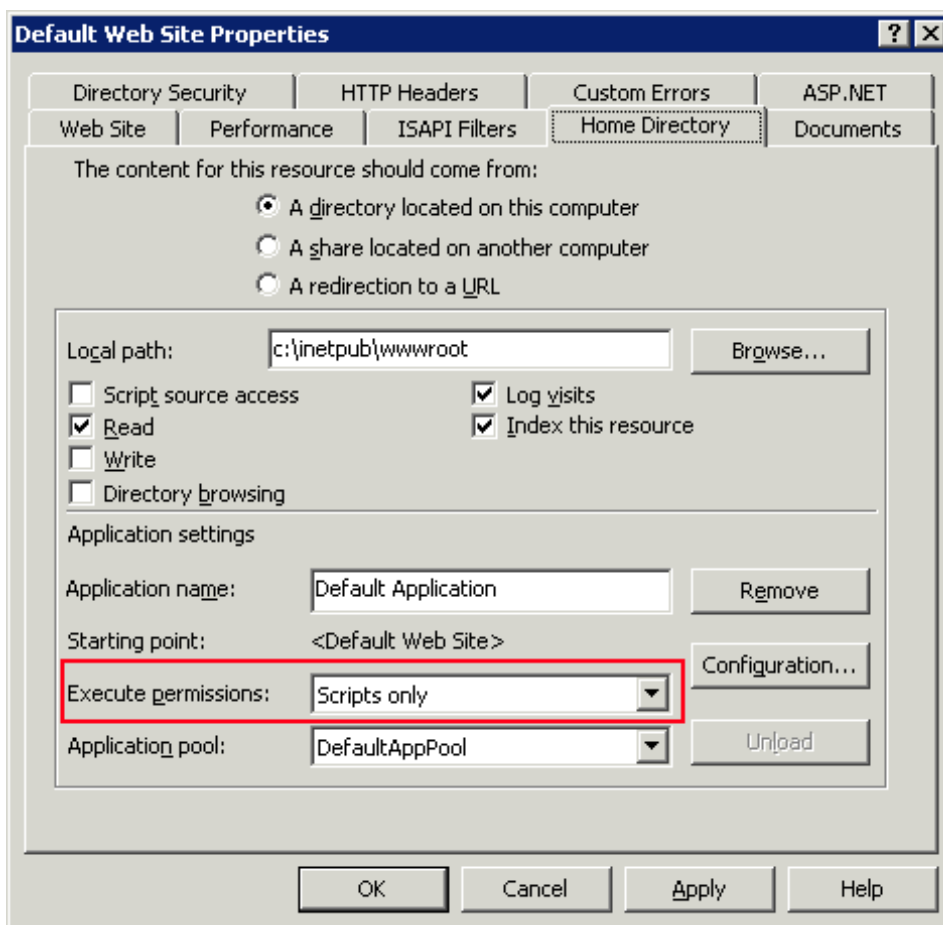 Default Web Site Properties
Directory Security HTTP Headers Custom Errors ASP.NET
Web Site Performance ISAPI Filters Home Directory Documents
The content for this resource should come from:
A directory located on this computer
A share located on another computer
A redirection to a URL
Local path: c:\inetpub\wwwroot Browse...
Script source access Log visits
Read Index this resource
Write
Directory browsing
Application settings
Application name: Default Application Remove
Starting point: <Default Web Site>
Configuration...
Execute permissions: Scripts only
Application pool: DefaultAppPool Unload
OK Cancel Apply Help